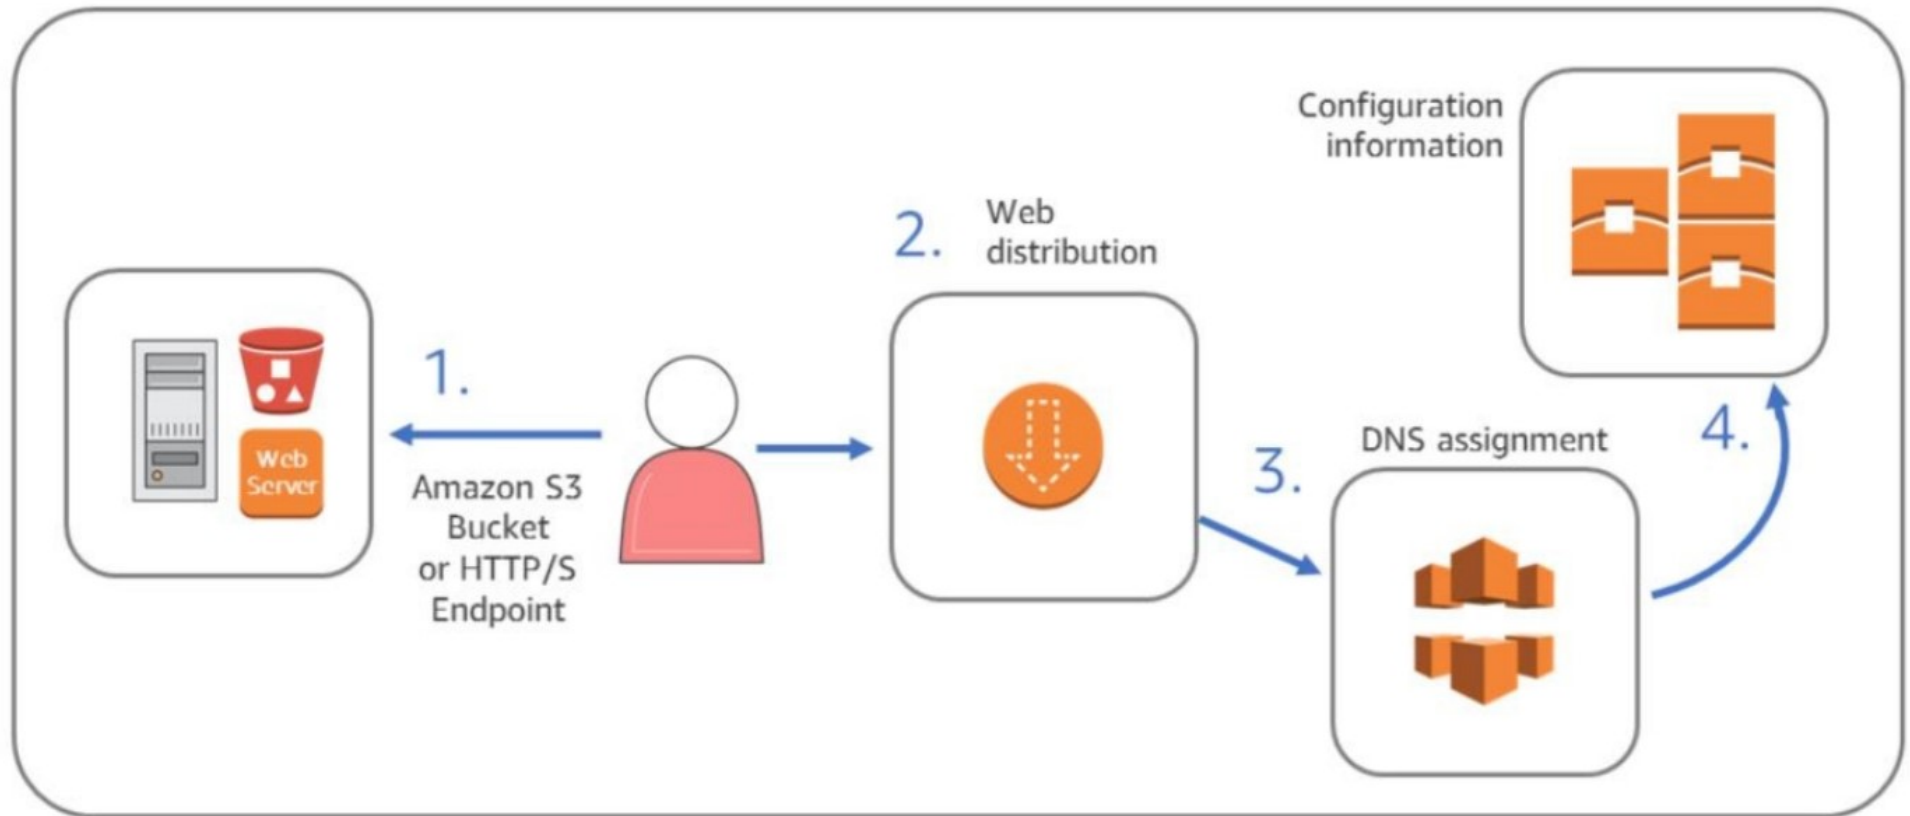 Configuration
information
2.
Web
distribution
1.
Web
Server
Amazon S3
Bucket
or HTTP/S
Endpoint
3.
DNS assignment
4.